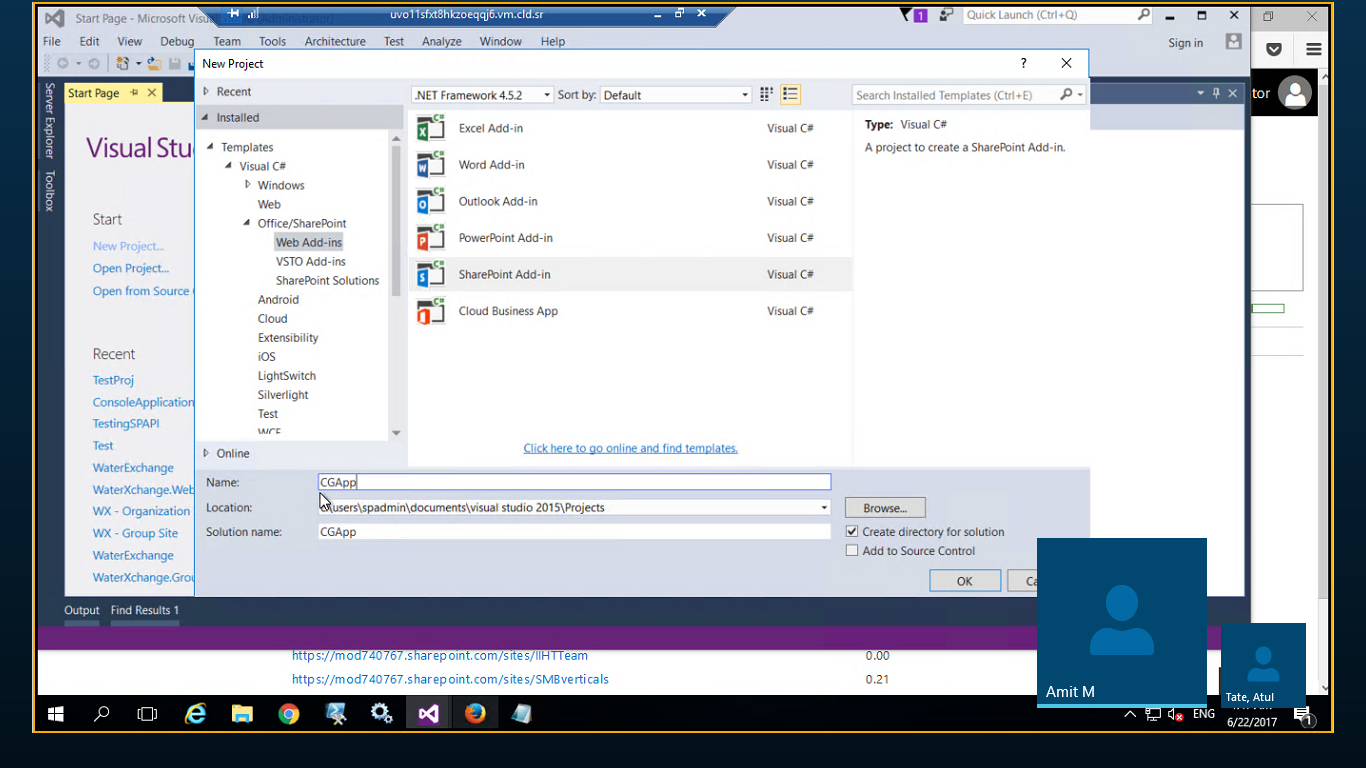 Start Page - Microsoft Visu
uvo11sfxt8hkzoeqqj6.vm.cld.sr
1
Quick Launch (Ctrl+Q)
File Edit View Debug Team Tools Architecture Test Analyze Window Help
Sign in
New Project
?
Server Explorer
Toolbox
Start Page
Visual Stu
Start
New Project...
Open Project...
Open from Source
Recent
TestProj
ConsoleApplication
TestingSPAPI
Test
WaterExchange
WaterXchange.Web
WX - Organization
WX - Group Site
WaterExchange
WaterXchange.Grou
Recent
Installed
Templates
Visual C#
Windows
Web
Office/SharePoint
Web Add-ins
VSTO Add-ins
SharePoint Solutions
Android
Cloud
Extensibility
iOS
LightSwitch
Silverlight
Test
WCF
Online
.NET Framework 4.5.2 Sort by: Default
Excel Add-in Visual C#
Word Add-in Visual C#
Outlook Add-in Visual C#
PowerPoint Add-in Visual C#
SharePoint Add-in Visual C#
Cloud Business App Visual C#
Click here to go online and find templates.
Search Installed Templates (Ctrl+E)
Type: Visual C#
A project to create a SharePoint Add-in.
tor
Name: CGApp
Location: users\spadmin\documents\visual studio 2015\Projects
Browse...
Solution name: CGApp
Create directory for solution
Add to Source Control
OK
Ca
Output Find Results 1
https://mod740767.sharepoint.com/sites/IIHTTeam 0.00
https://mod740767.sharepoint.com/sites/SMBverticals 0.21
Amit M
Tate, Atul
ENG
6/22/2017
1